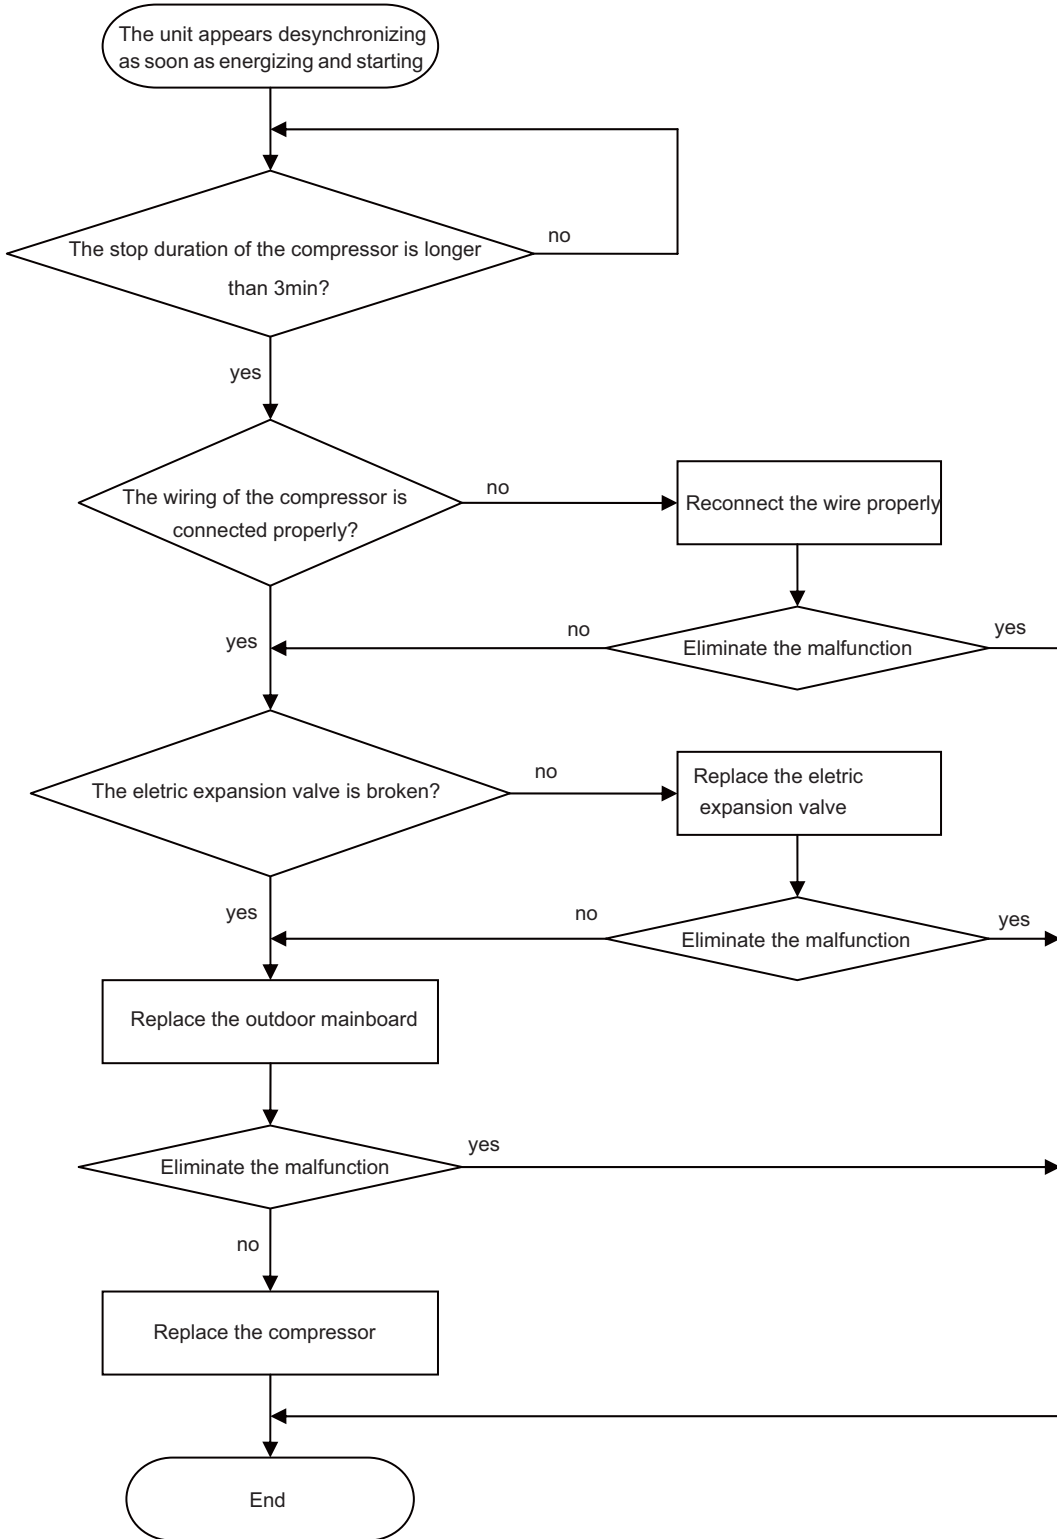 The unit appears desynchronizing
as soon as energizing and starting
The stop duration of the compressor is longer
than 3min?
no
yes
The wiring of the compressor is
connected properly?
no
Reconnect the wire properly
yes
no
Eliminate the malfunction
yes
The eletric expansion valve is broken?
no
Replace the eletric
expansion valve
yes
no
Eliminate the malfunction
yes
Replace the outdoor mainboard
Eliminate the malfunction
yes
no
Replace the compressor
End